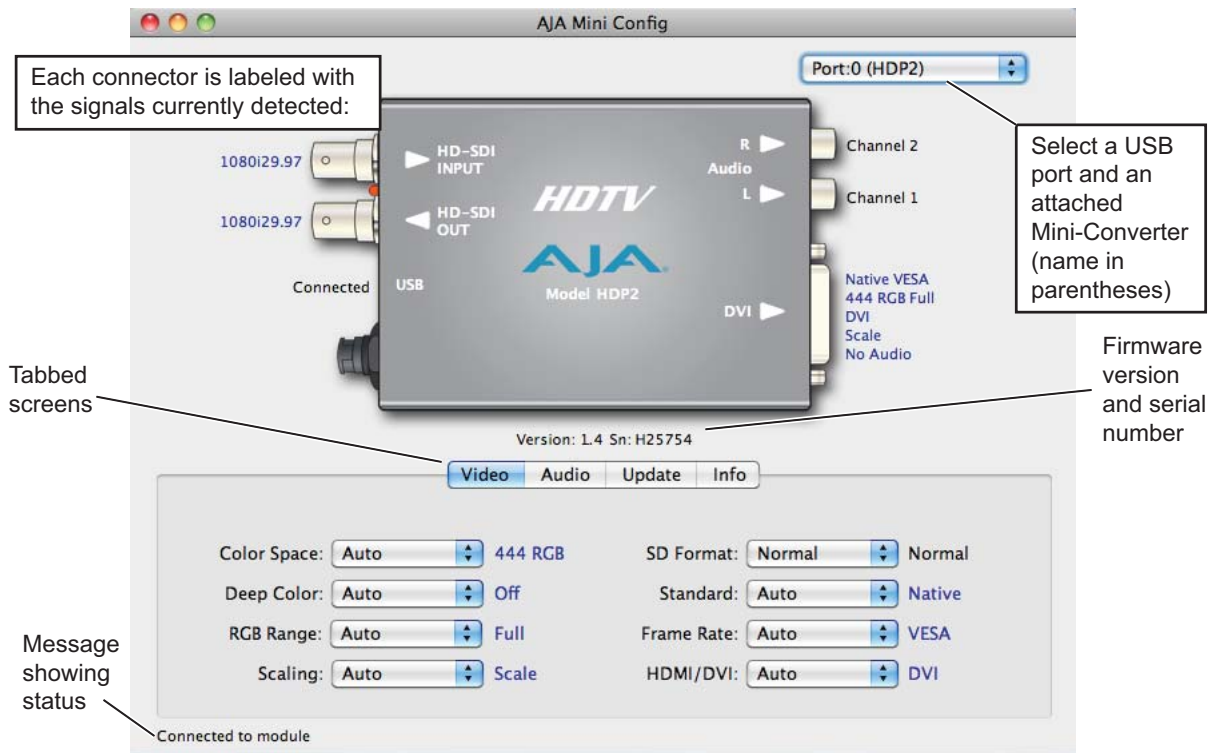 AJA Mini Config
Each connector is labeled with
the signals currently detected:
Port:0 (HDP2)
Select a USB
port and an
attached
Mini-Converter
(name in
parentheses)
1080i29.97
HD-SDI
INPUT
R
Audio
L
Channel 2
Channel 1
HDTV
1080i29.97
HD-SDI
OUT
AJA
Connected
USB
Model HDP2
DVI
Native VESA
444 RGB Full
DVI
Scale
No Audio
Firmware
version
and serial
number
Tabbed
screens
Version: 1.4 Sn: H25754
Video Audio Update Info
Color Space: Auto 444 RGB
SD Format: Normal Normal
Deep Color: Auto Off
Standard: Auto Native
RGB Range: Auto Full
Frame Rate: Auto VESA
Scaling: Auto Scale
HDMI/DVI: Auto DVI
Message
showing
status
Connected to module